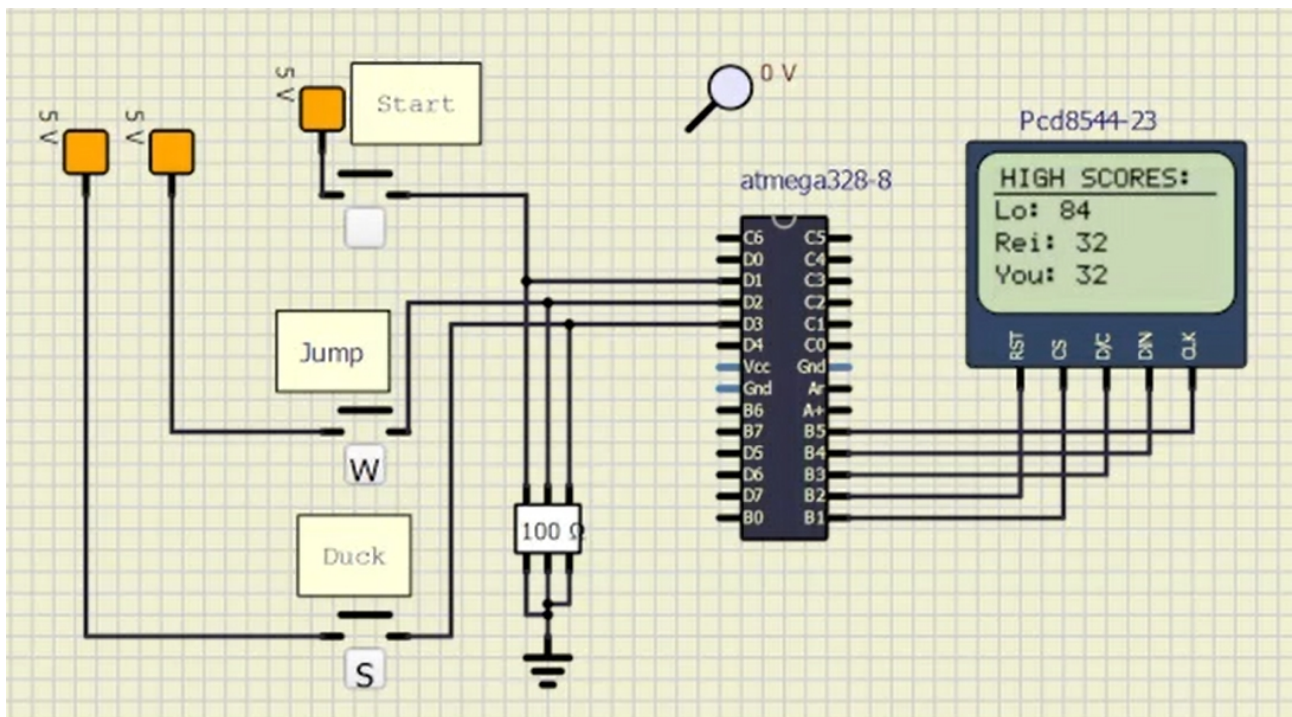 5 V
5 V
5 V
Start
0 V
Pcd8544-23
atmega328-8
HIGH SCORES:
Lo: 84
Rei: 32
You: 32
RST
CS
D/C
DIN
CLK
C6 C5
D0 C4
D1 C3
D2 C2
D3 C1
D4 C0
Vcc Gnd
Gnd Ar
B6 A+
B7 B5
D5 B4
D6 B3
D7 B2
B0 B1
Jump
W
100 Ω
Duck
S